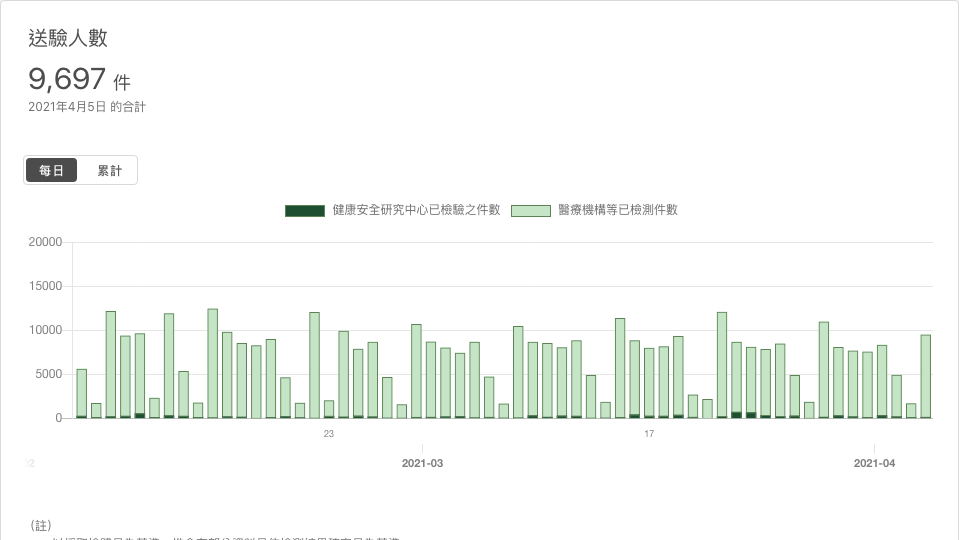 送驗人數
9,697 件
2021年4月5日 的合計
每日 累計
健康安全研究中心已檢驗之件數 醫療機構等已檢測件數
20000
15000
10000
5000
0
23 17
2021-03 2021-04
（註）